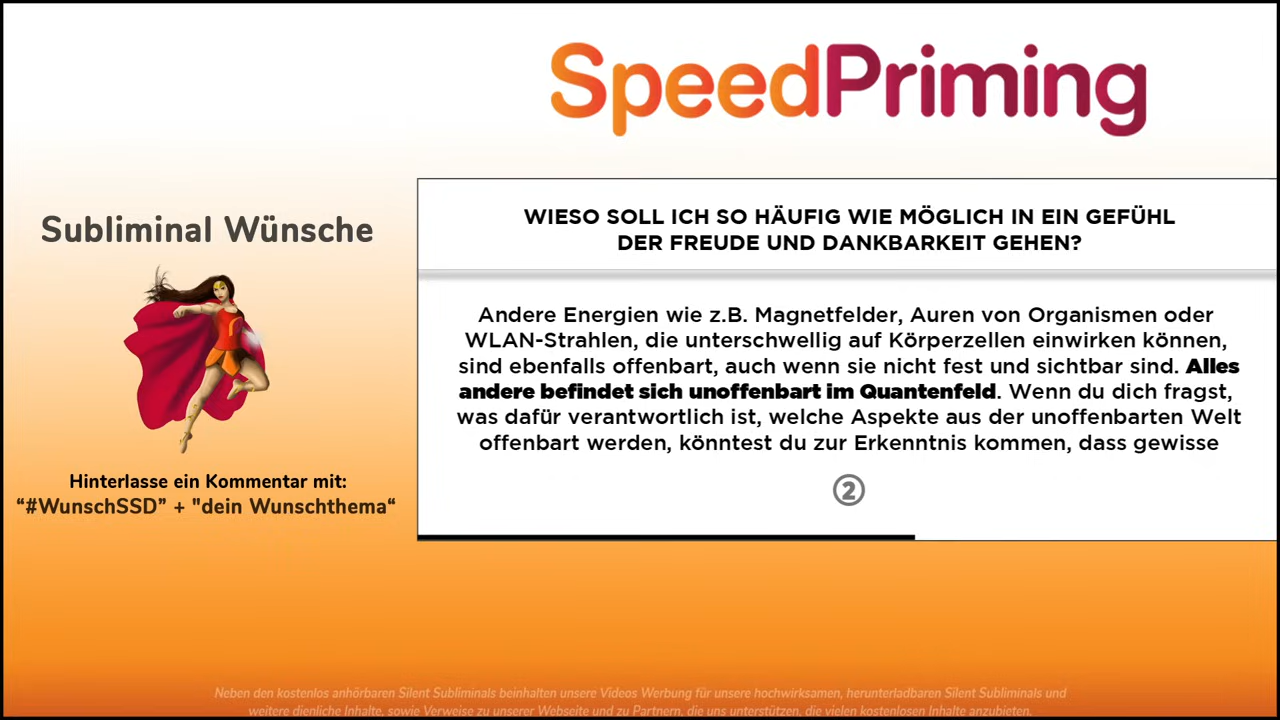 SpeedPriming
Subliminal Wünsche
Hinterlasse ein Kommentar mit:
“#WunschSSD” + "dein Wunschthema“
WIESO SOLL ICH SO HÄUFIG WIE MÖGLICH IN EIN GEFÜHL
DER FREUDE UND DANKBARKEIT GEHEN?
Andere Energien wie z.B. Magnetfelder, Auren von Organismen oder
WLAN-Strahlen, die unterschwellig auf Körperzellen einwirken können,
sind ebenfalls offenbart, auch wenn sie nicht fest und sichtbar sind. Alles
andere befindet sich unoffenbart im Quantenfeld. Wenn du dich fragst,
was dafür verantwortlich ist, welche Aspekte aus der unoffenbarten Welt
offenbart werden, könntest du zur Erkenntnis kommen, dass gewisse
②
Neben den kostenlos anhörbaren Silent Subliminals beinhalten unsere Videos Werbung für unsere hochwirksamen, herunterladbaren Silent Subliminals und
weitere dienliche Inhalte, sowie Verweise zu unserer Webseite und zu Partnern, die uns unterstützen, die vielen kostenlosen Inhalte anzubieten.